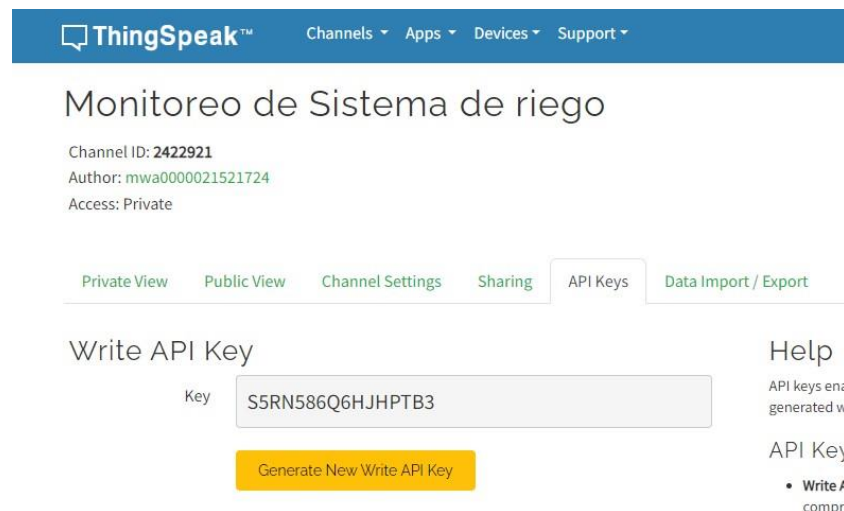 ThingSpeak™ Channels Apps Devices Support
Monitoreo de Sistema de riego
Channel ID: 2422921
Author: mwa0000021521724
Access: Private
Private View Public View Channel Settings Sharing API Keys Data Import / Export
Write API Key
Key S5RN586Q6HJHPTB3
Generate New Write API Key
Help
API keys ena
generated w
API Key
• Write A
compr